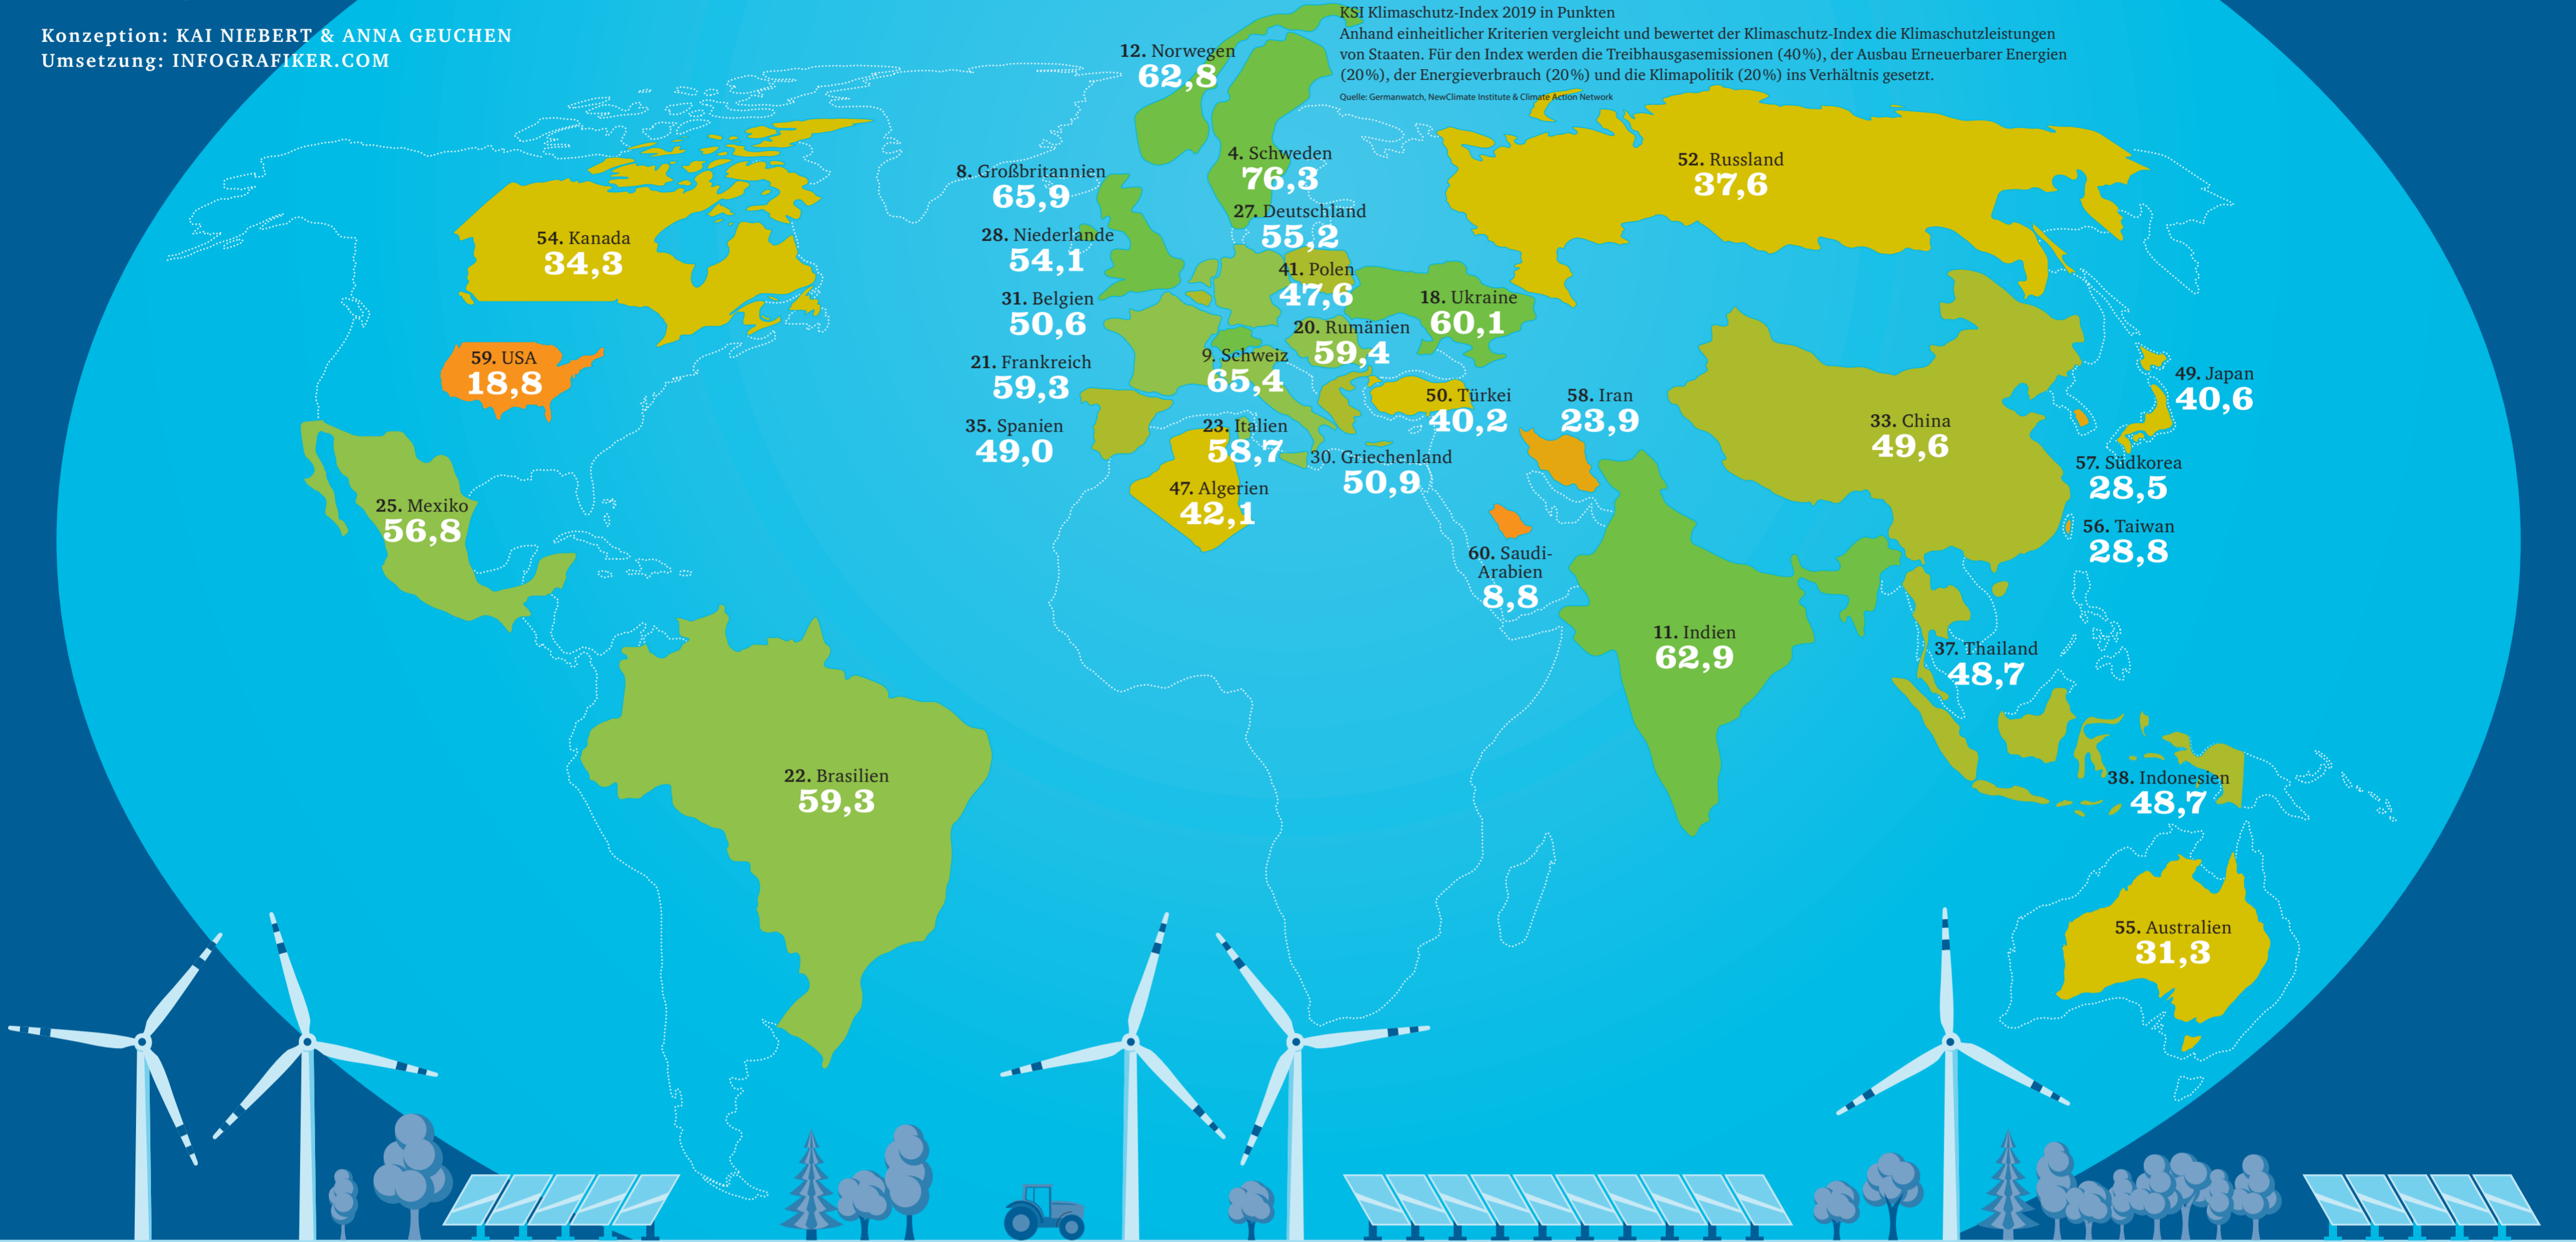 Konzeption: KAI NIEBERT & ANNA GEUCHEN
Umsetzung: INFOGRAFIKER.COM
KSI Klimaschutz-Index 2019 in Punkten
Anhand einheitlicher Kriterien vergleicht und bewertet der Klimaschutz-Index die Klimaschutzleistungen
von Staaten. Für den Index werden die Treibhausgasemissionen (40%), der Ausbau Erneuerbarer Energien
(20%), der Energieverbrauch (20%) und die Klimapolitik (20%) ins Verhältnis gesetzt.
Quelle: Germanwatch, NewClimate Institute & Climate Action Network
12. Norwegen
62,8
4. Schweden
76,3
8. Großbritannien
65,9
27. Deutschland
55,2
28. Niederlande
54,1
41. Polen
47,6
31. Belgien
50,6
18. Ukraine
60,1
20. Rumänien
59,4
21. Frankreich
59,3
9. Schweiz
65,4
35. Spanien
49,0
23. Italien
58,7
50. Türkei
40,2
58. Iran
23,9
30. Griechenland
50,9
47. Algerien
42,1
60. Saudi-
Arabien
8,8
52. Russland
37,6
54. Kanada
34,3
59. USA
18,8
25. Mexiko
56,8
22. Brasilien
59,3
33. China
49,6
49. Japan
40,6
57. Südkorea
28,5
56. Taiwan
28,8
11. Indien
62,9
37. Thailand
48,7
38. Indonesien
48,7
55. Australien
31,3